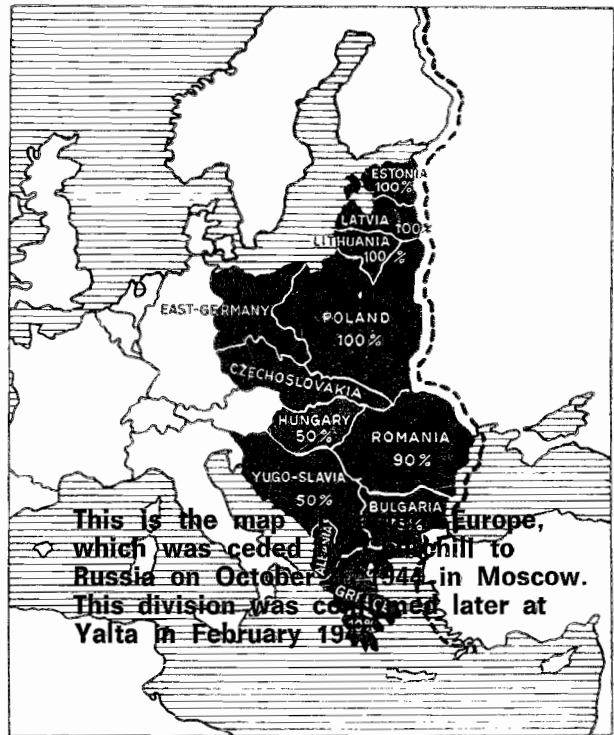 ESTONIA
100%
LATVIA 100%
LITHUANIA
100%
EAST-GERMANY
POLAND
100%
CZECHOSLOVAKIA
HUNGARY
50%
ROMANIA
90%
YUGO-SLAVIA
50%
BULGARIA
This is the map Europe,
which was ceded to
Russia on October 1944 in Moscow.
This division was confirmed later at
Yalta in February